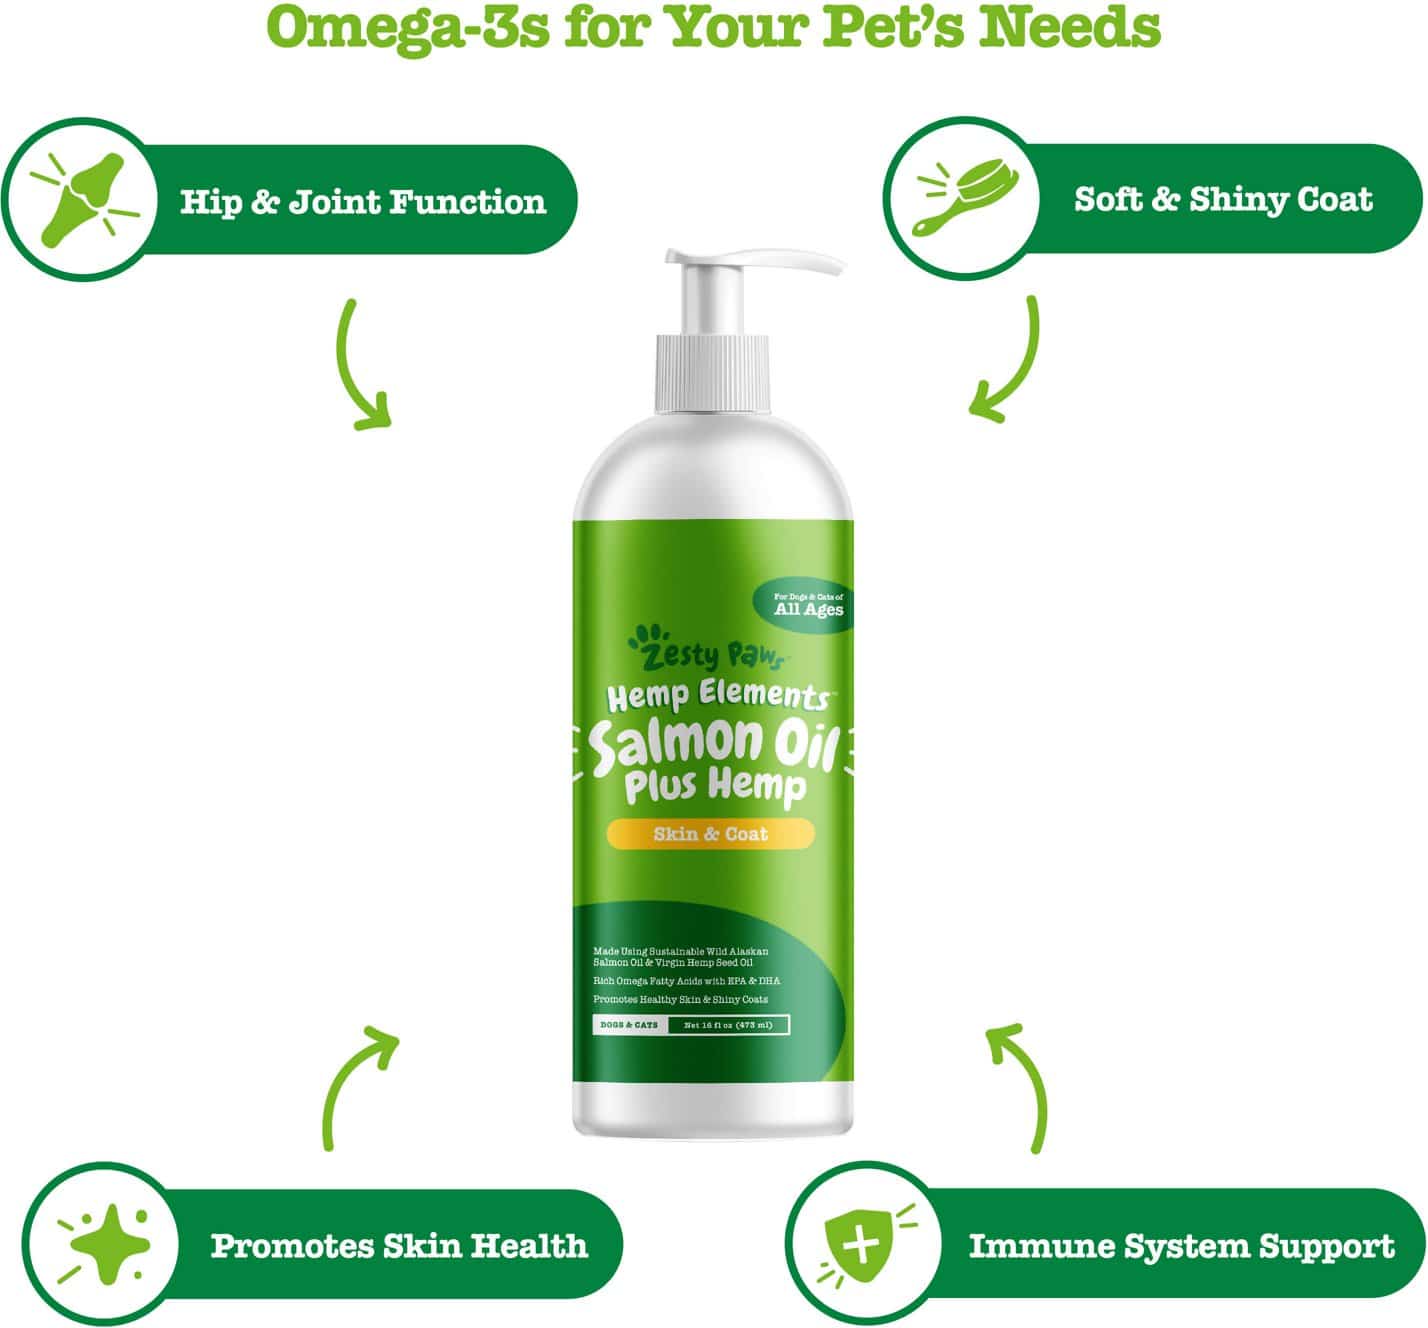 Omega-3s for Your Pet's Needs
Hip & Joint Function
Soft & Shiny Coat
For Dogs & Cats of
All Ages
Zesty Paws™
Hemp Elements™
Salmon Oil
Plus Hemp
Skin & Coat
Made Using Sustainable Wild Alaskan
Salmon Oil & Virgin Hemp Seed Oil
Rich Omega Fatty Acids with EPA & DHA
Promotes Healthy Skin & Shiny Coats
DOGS & CATS Net 16 fl oz (473 ml)
Promotes Skin Health
Immune System Support